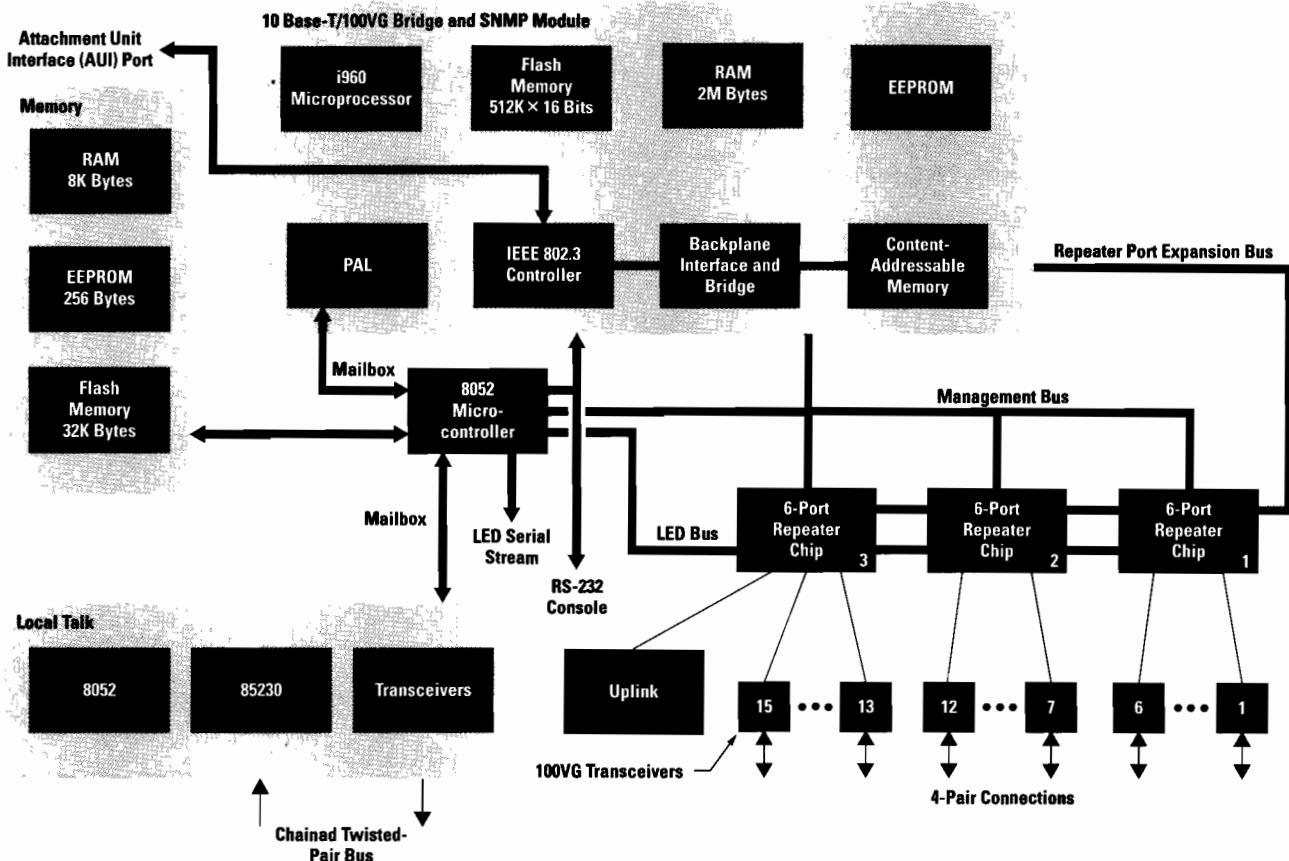 10 Base-T/100VG Bridge and SNMP Module
Attachment Unit
Interface (AUI) Port
i960
Microprocessor
Flash
Memory
512K × 16 Bits
RAM
2M Bytes
EEPROM
Memory
RAM
8K Bytes
EEPROM
256 Bytes
Flash
Memory
32K Bytes
PAL
IEEE 802.3
Controller
Backplane
Interface and
Bridge
Content-
Addressable
Memory
Repeater Port Expansion Bus
Mailbox
8052
Micro-
controller
Management Bus
Mailbox
LED Serial
Stream
RS-232
Console
LED Bus
6-Port
Repeater
Chip
3
6-Port
Repeater
Chip
2
6-Port
Repeater
Chip
1
Local Talk
8052
85230
Transceivers
Uplink
15 ••• 13
12 ••• 7
6 ••• 1
100VG Transceivers
4-Pair Connections
Chainad Twisted-
Pair Bus